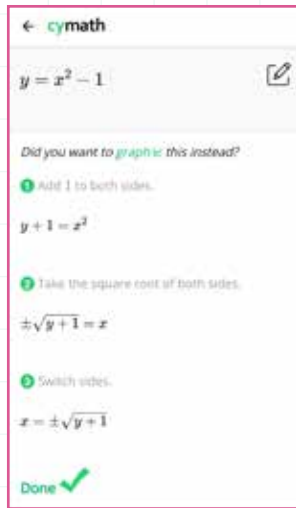 ← cymath
y = x² − 1
Did you want to graph it this instead?
1 Add 1 to both sides.
y + 1 = x²
2 Take the square root of both sides.
±√y + 1 = x
3 Switch sides.
x = ±√y + 1
Done